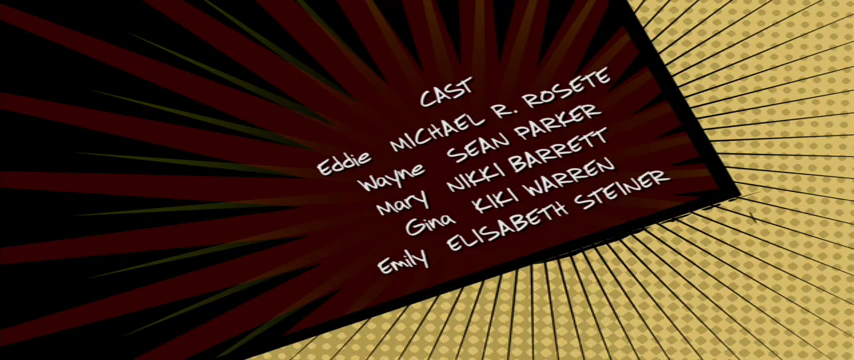 CAST
Eddie MICHAEL R. ROSETE
Wayne SEAN PARKER
Mary NIKKI BARRETT
Gina KIKI WARREN
Emily ELISABETH STEINER